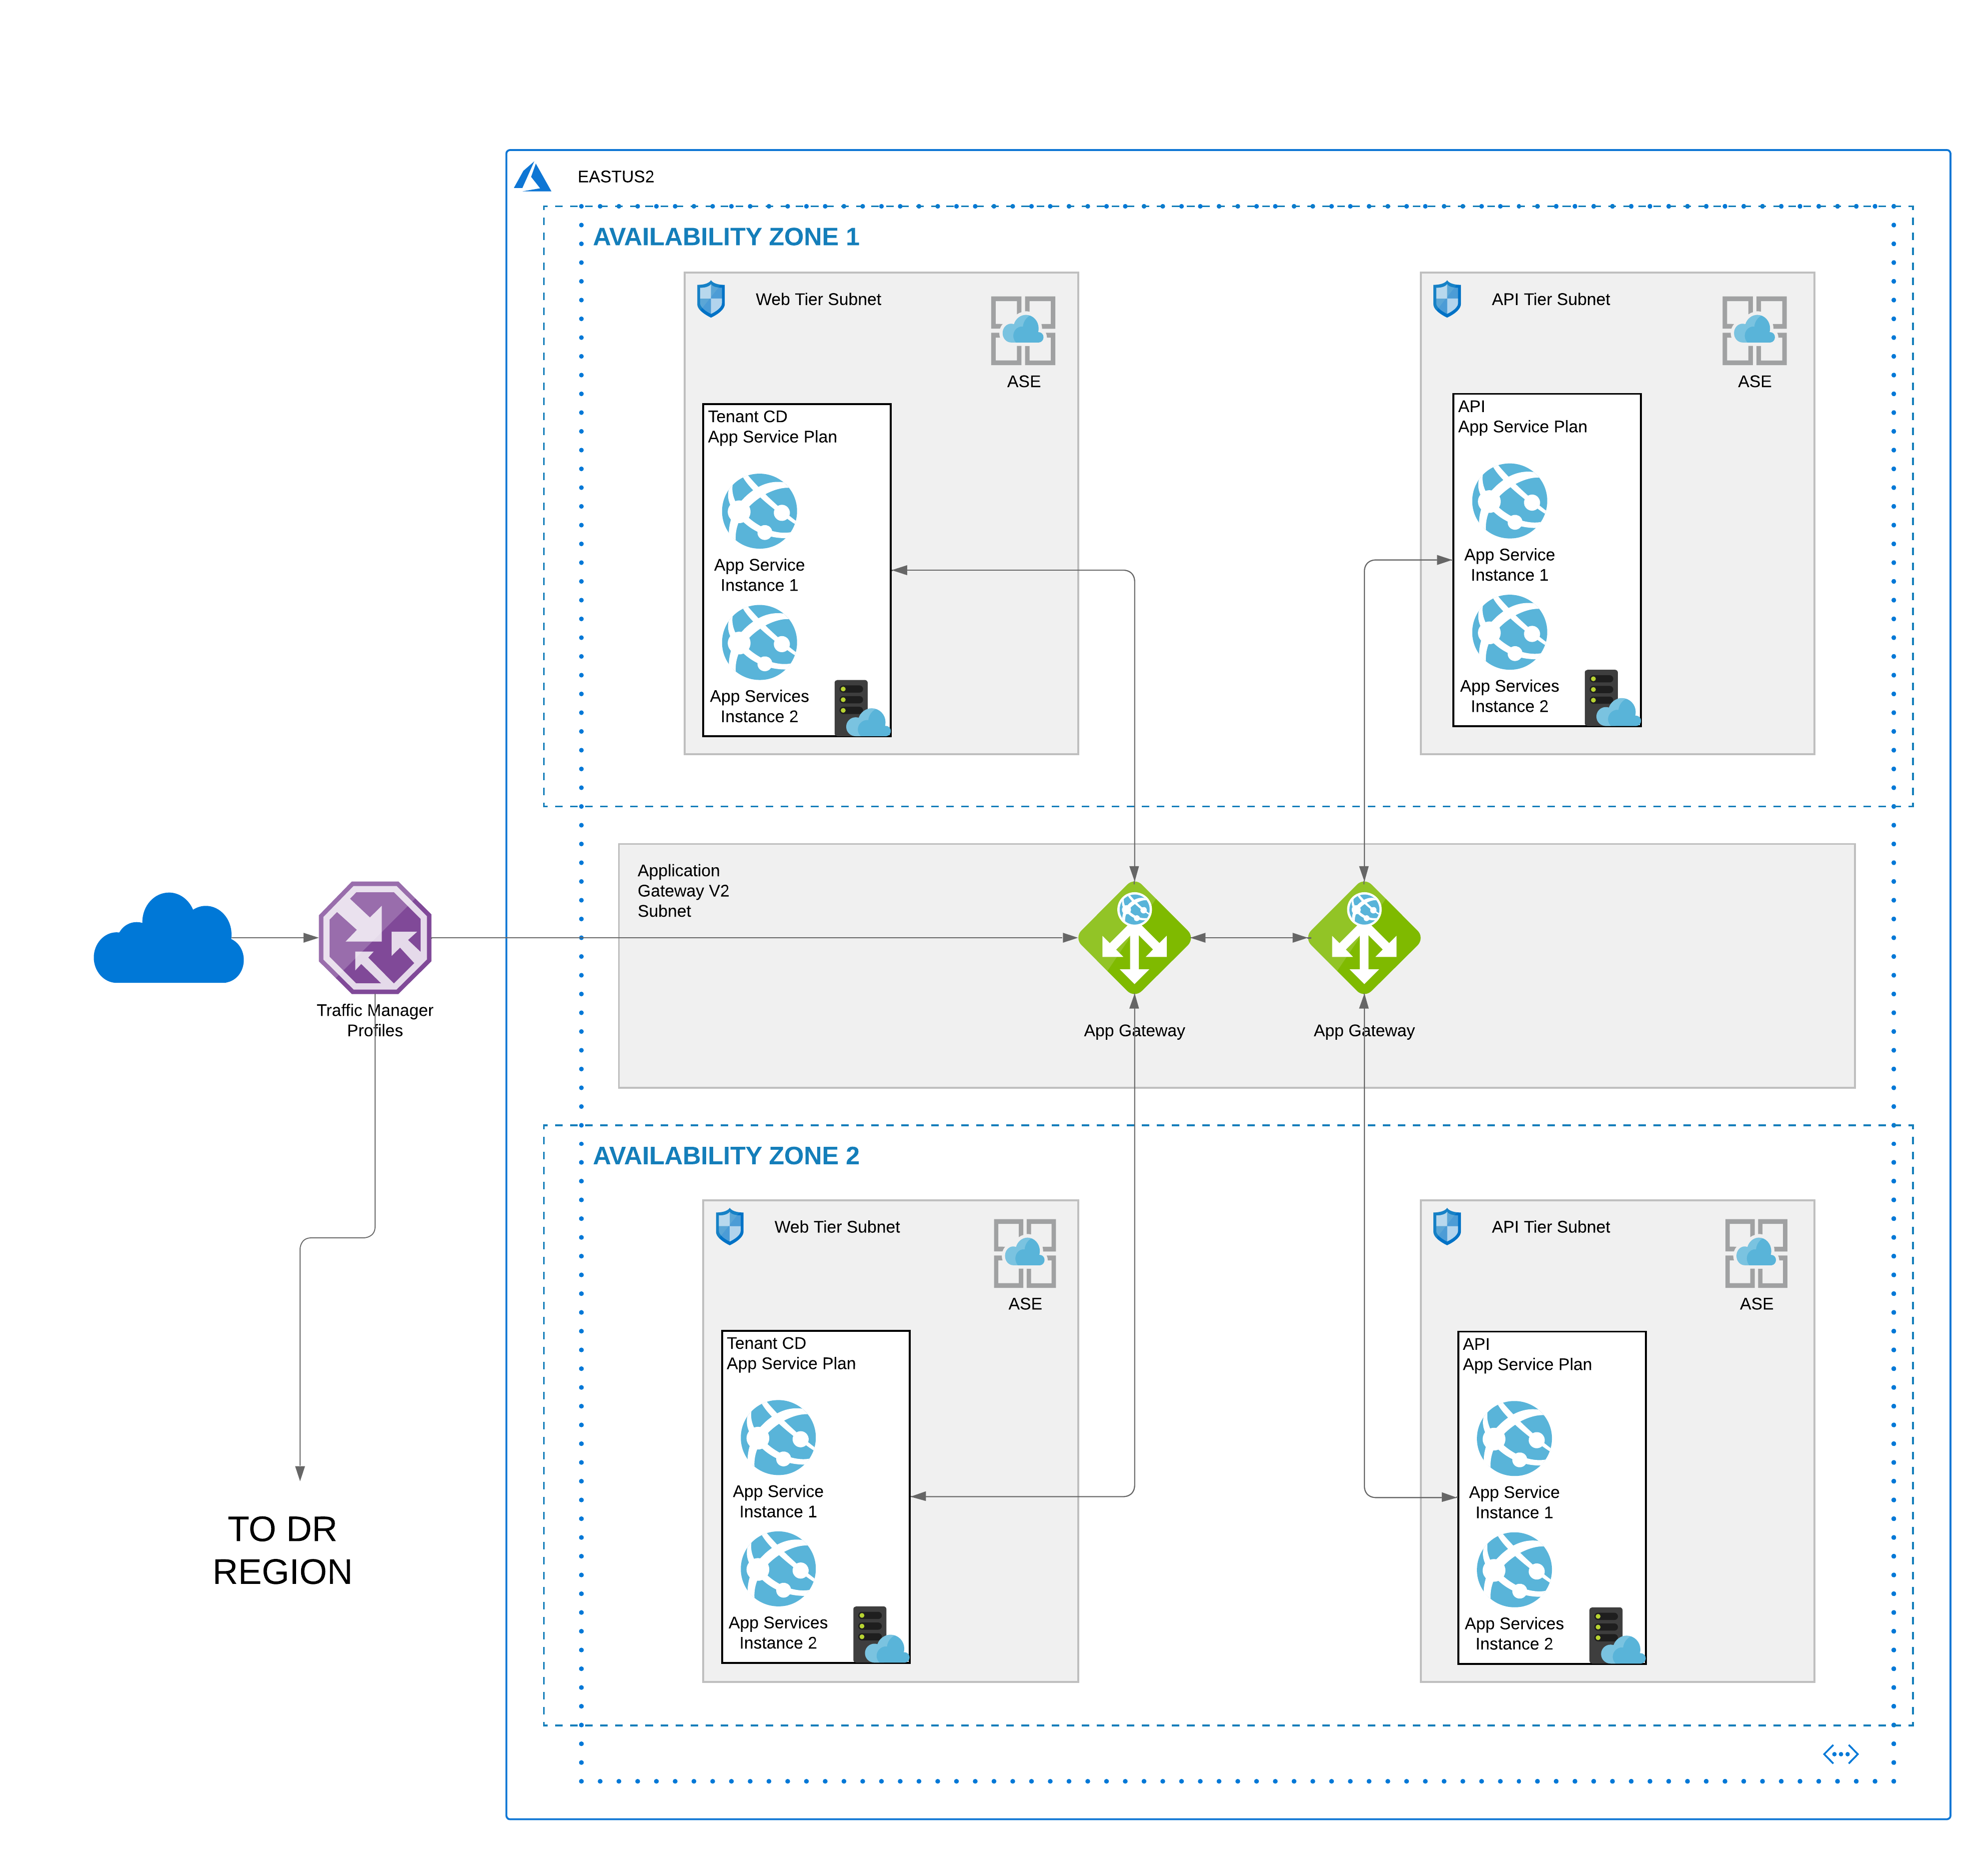 EASTUS2
AVAILABILITY ZONE 1
Web Tier Subnet
ASE
Tenant CD
App Service Plan
App Service
Instance 1
App Services
Instance 2
API Tier Subnet
ASE
API
App Service Plan
App Service
Instance 1
App Services
Instance 2
Application
Gateway V2
Subnet
App Gateway
App Gateway
Traffic Manager
Profiles
TO DR
REGION
AVAILABILITY ZONE 2
Web Tier Subnet
ASE
Tenant CD
App Service Plan
App Service
Instance 1
App Services
Instance 2
API Tier Subnet
ASE
API
App Service Plan
App Service
Instance 1
App Services
Instance 2